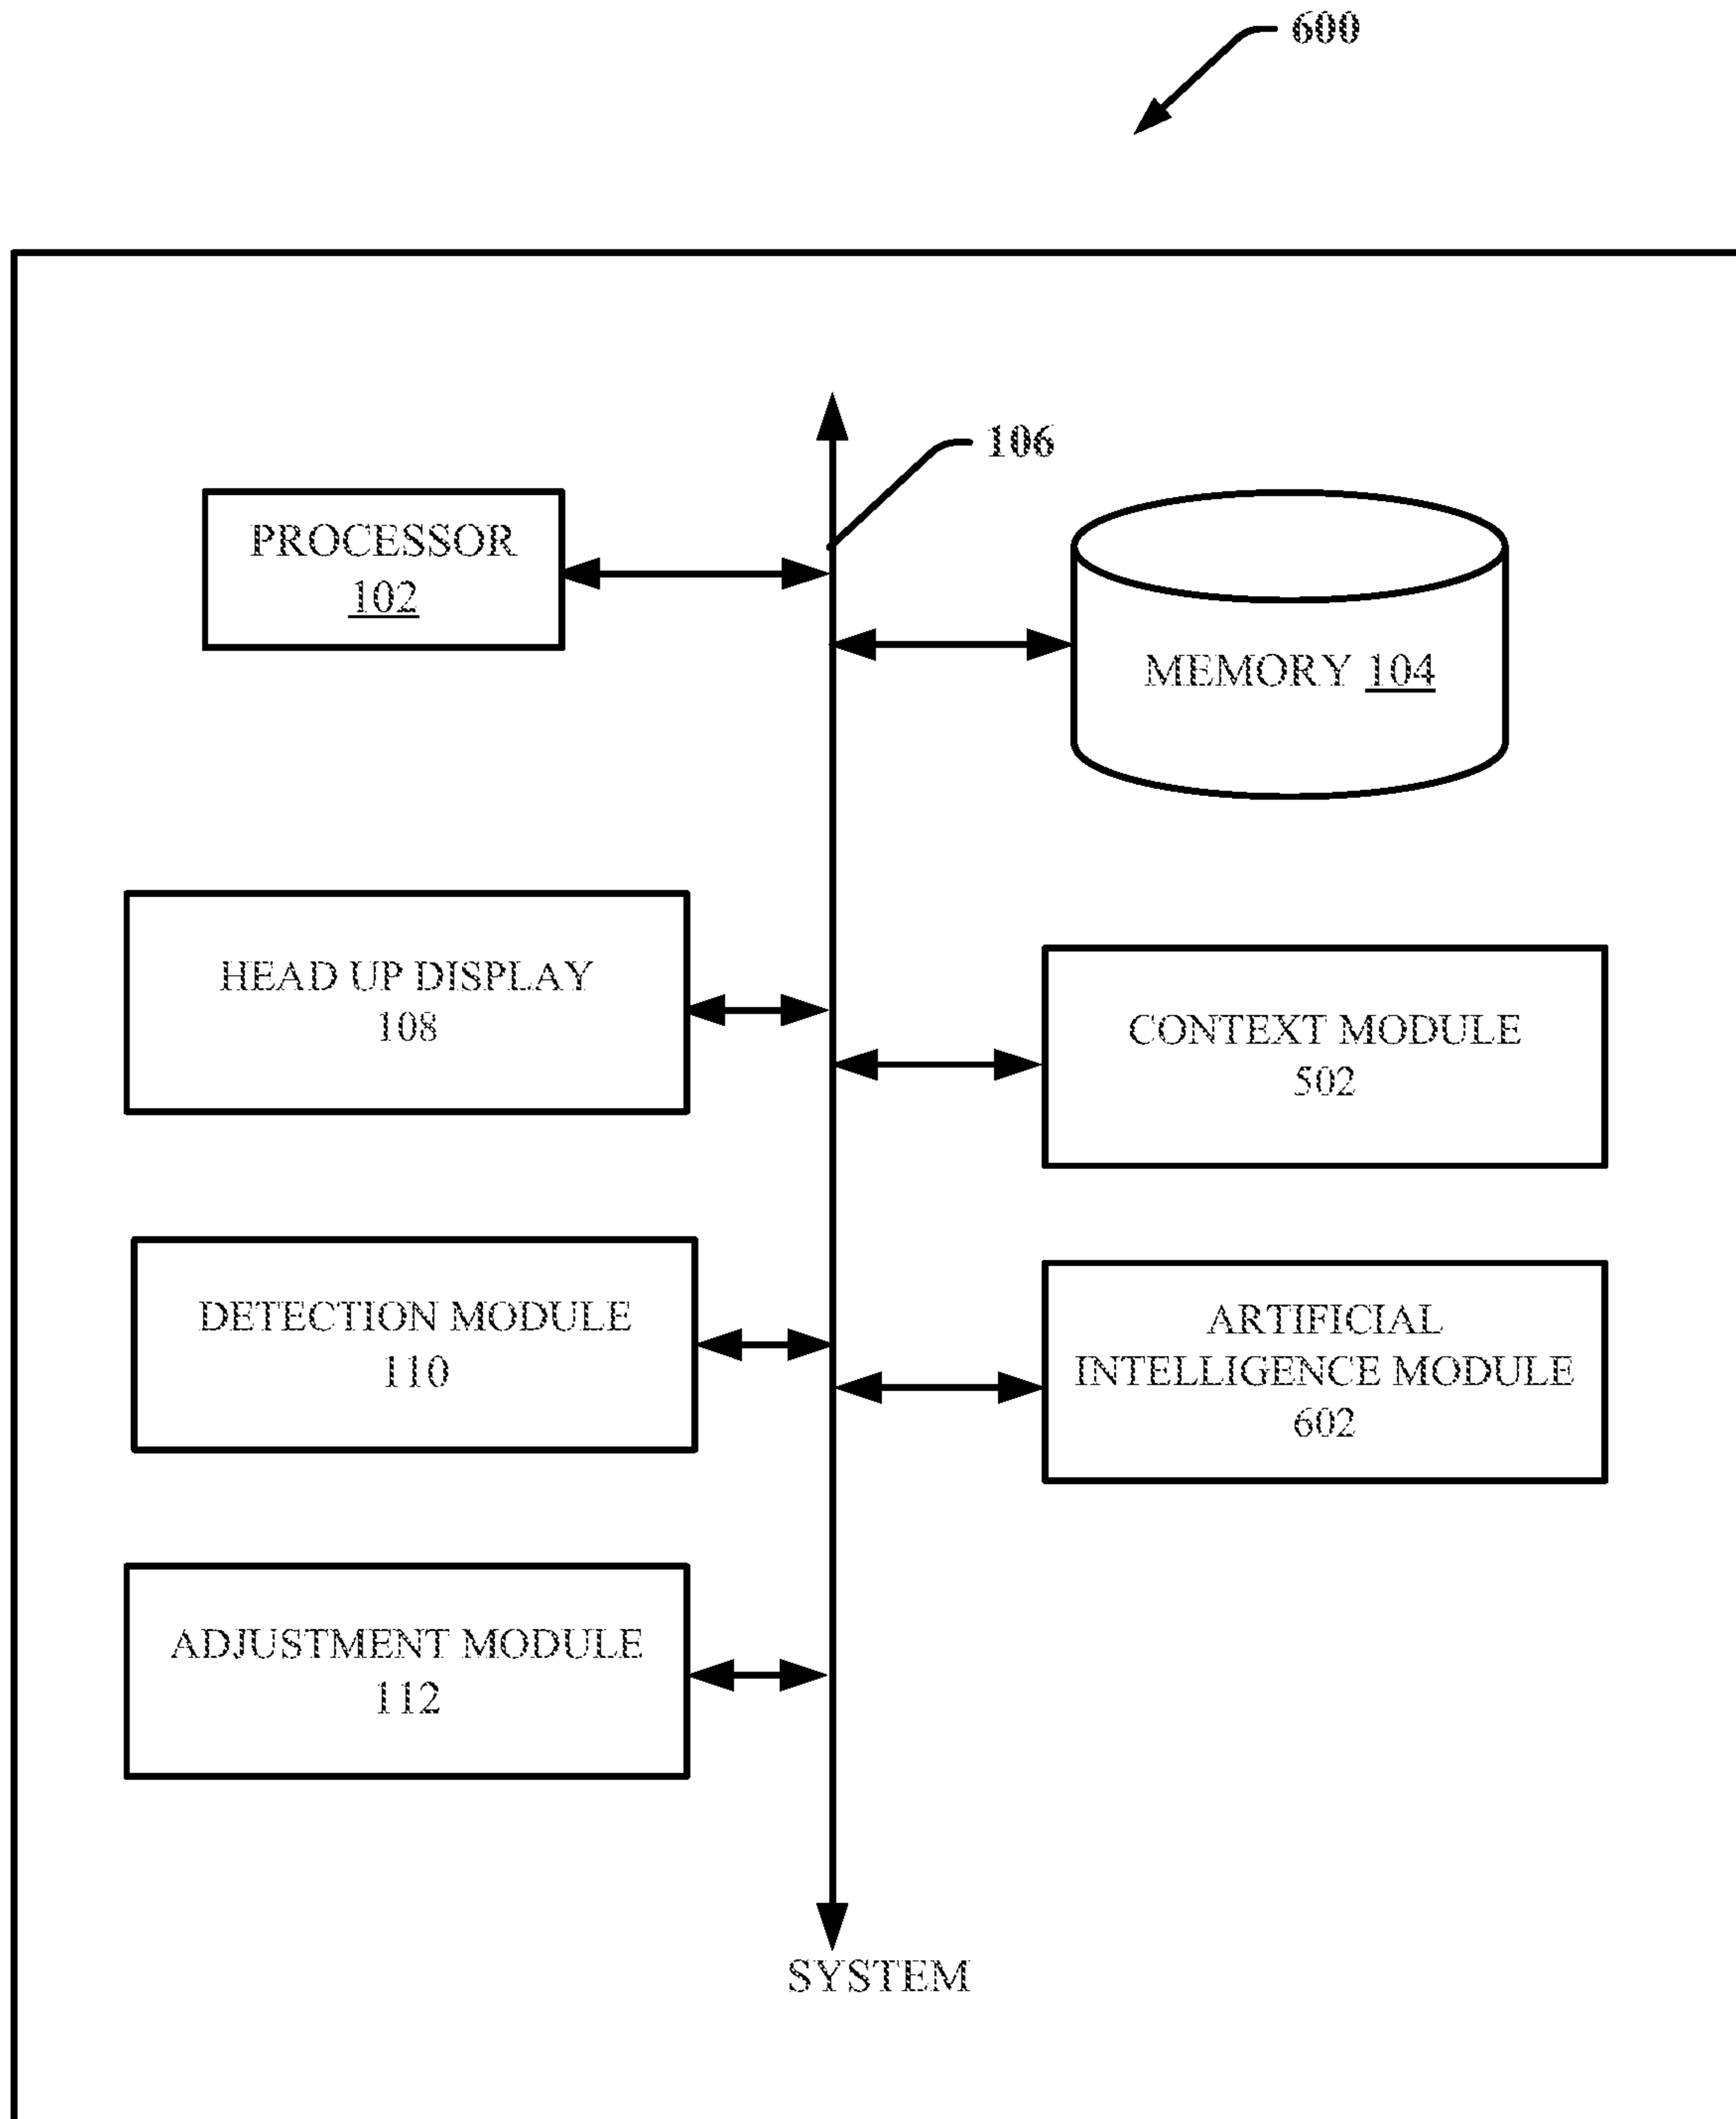 600
106
PROCESSOR
102
MEMORY 104
HEAD UP DISPLAY
108
CONTEXT MODULE
502
DETECTION MODULE
110
ARTIFICIAL
INTELLIGENCE MODULE
602
ADJUSTMENT MODULE
112
SYSTEM